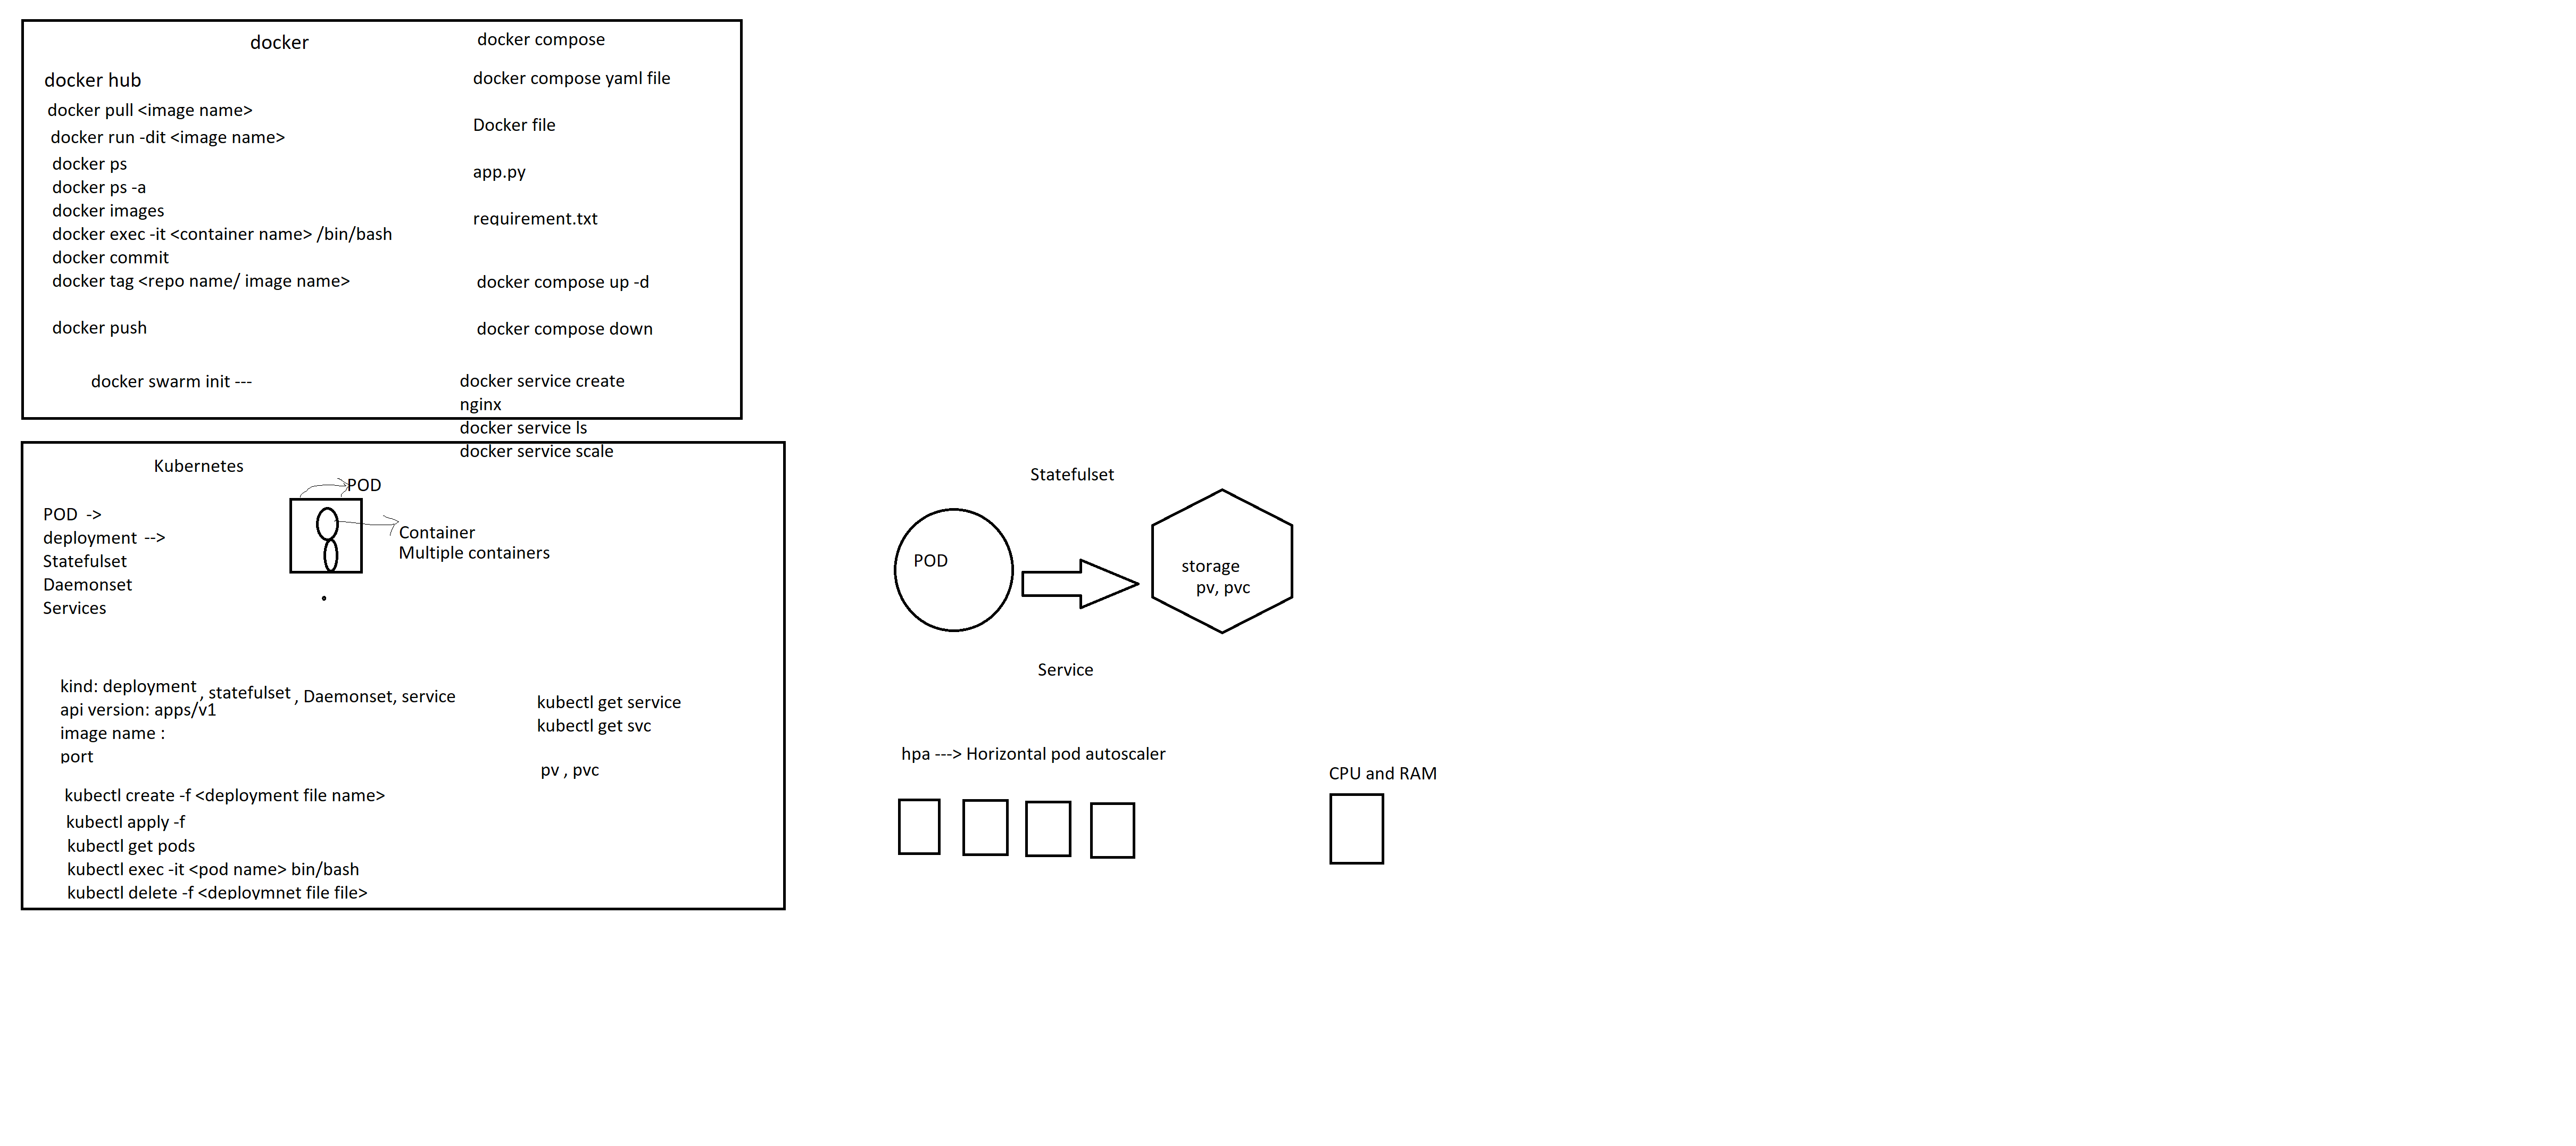 docker
docker hub
docker pull <image name>
docker run -dit <image name>
docker ps
docker ps -a
docker images
docker exec -it <container name> /bin/bash
docker commit
docker tag <repo name/ image name>
docker push
docker swarm init ---
docker compose
docker compose yaml file
Docker file
app.py
requirement.txt
docker compose up -d
docker compose down
docker service create
nginx
docker service ls
docker service scale
Kubernetes
POD ->
deployment -->
Statefulset
Daemonset
Services
POD
Container
Multiple containers
kind: deployment , statefulset , Daemonset, service
api version: apps/v1
image name :
port
kubectl create -f <deployment file name>
kubectl apply -f
kubectl get pods
kubectl exec -it <pod name> bin/bash
kubectl delete -f <deploymnet file file>
kubectl get service
kubectl get svc
pv , pvc
Statefulset
POD
storage
pv, pvc
Service
hpa ---> Horizontal pod autoscaler
CPU and RAM